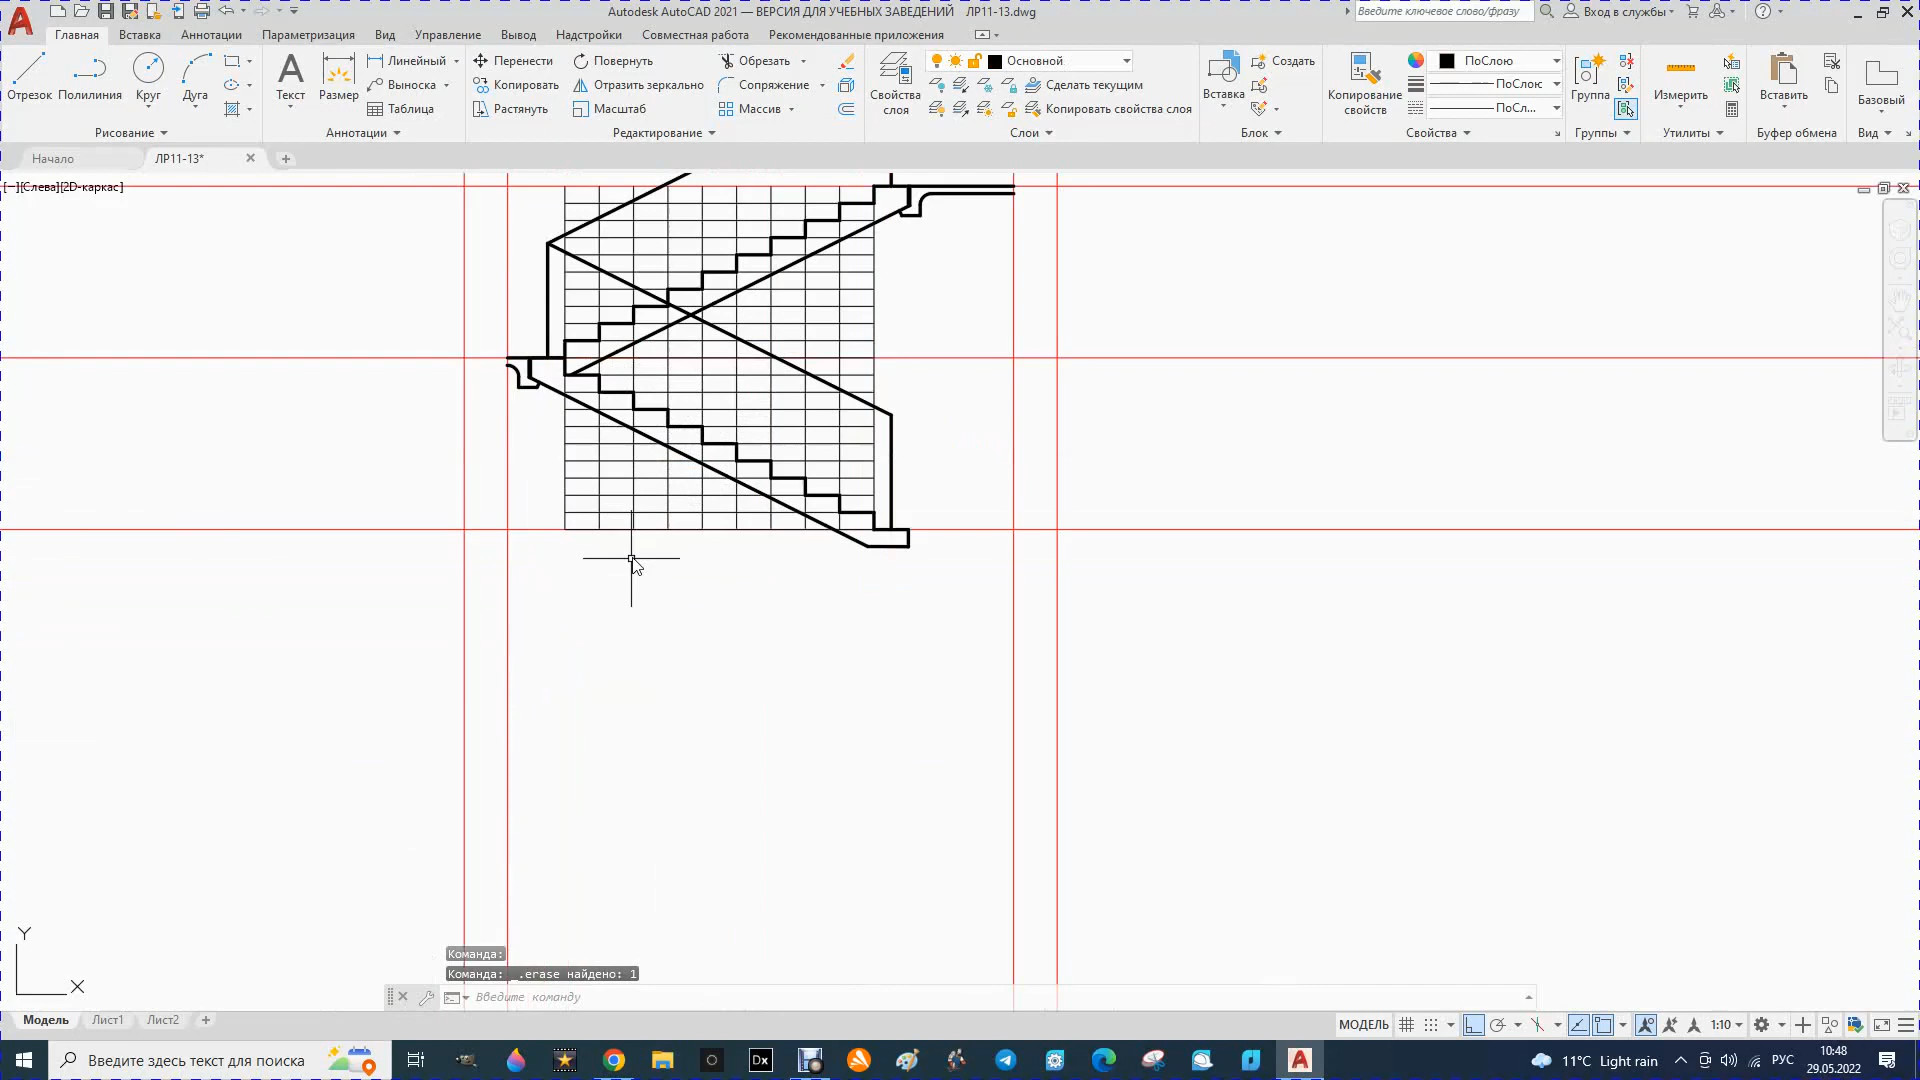 Autodesk AutoCAD 2021 — ВЕРСИЯ ДЛЯ УЧЕБНЫХ ЗАВЕДЕНИЙ ЛР11-13.dwg
Введите ключевое слово/фразу
Вход в службы
Главная Вставка Аннотации Параметризация Вид Управление Вывод Надстройки Совместная работа Рекомендованные приложения
Отрезок Полилиния Круг Дуга
Рисование
Текст Размер
Линейный
Выноска
Таблица
Аннотации
Перенести Повернуть Обрезать
Копировать Отразить зеркально Сопряжение
Растянуть Масштаб Массив
Редактирование
Свойства
слоя
Основной
Сделать текущим
Копировать свойства слоя
Слои
Вставка
Создать
Блок
Копирование
свойств
ПоСлою
ПоСлою
ПоСл...
Свойства
Группа
Группы
Измерить
Утилиты
Вставить
Буфер обмена
Базовый
Вид
Начало ЛР11-13*
[−][Слева][2D-каркас]
Y
X
Команда:
Команда: _.erase найдено: 1
Введите команду
Модель Лист1 Лист2
МОДЕЛЬ 1:10
Введите здесь текст для поиска
Dx
11°C Light rain
РУС
10:48
29.05.2022